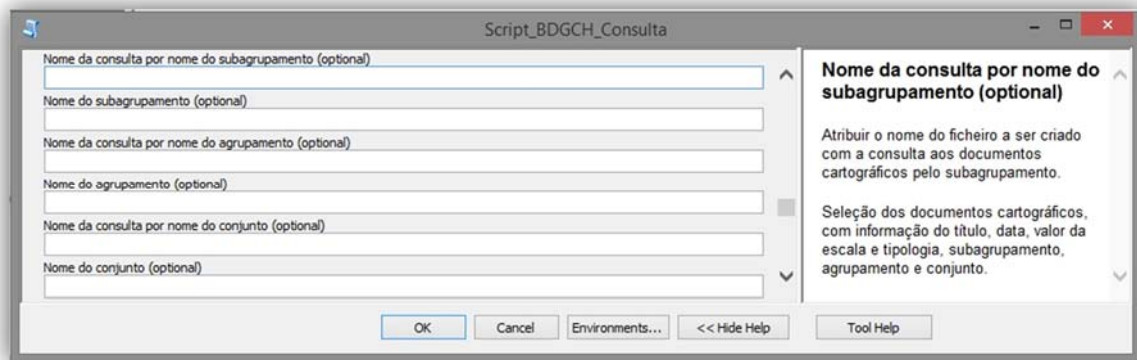 Script_BDGCH_Consulta
Nome da consulta por nome do subagrupamento (optional)
Nome do subagrupamento (optional)
Nome da consulta por nome do agrupamento (optional)
Nome do agrupamento (optional)
Nome da consulta por nome do conjunto (optional)
Nome do conjunto (optional)
Nome da consulta por nome do
subagrupamento (optional)
Atribuir o nome do ficheiro a ser criado
com a consulta aos documentos
cartográficos pelo subagrupamento.
Seleção dos documentos cartográficos,
com informação do título, data, valor da
escala e tipologia, subagrupamento,
agrupamento e conjunto.
OK
Cancel
Environments...
<< Hide Help
Tool Help